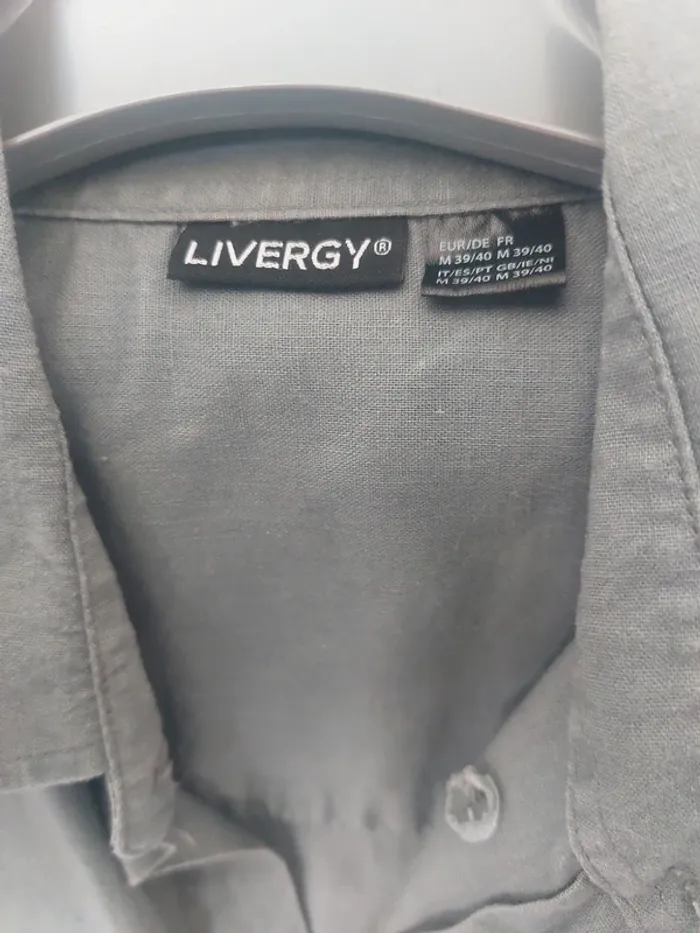 LIVERGY®
EUR/DE FR
M 39/40 M 39/40
IT/ES/PT GB/IE/NI
M 39/40 M 39/40